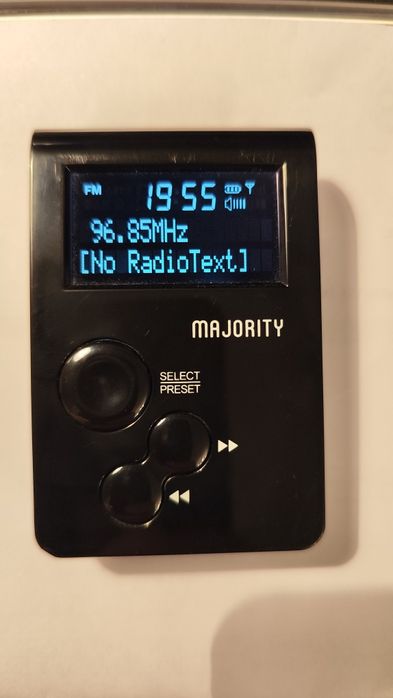 FM 19:55
96.85MHz
[No RadioText]
MAJORITY
SELECT
PRESET